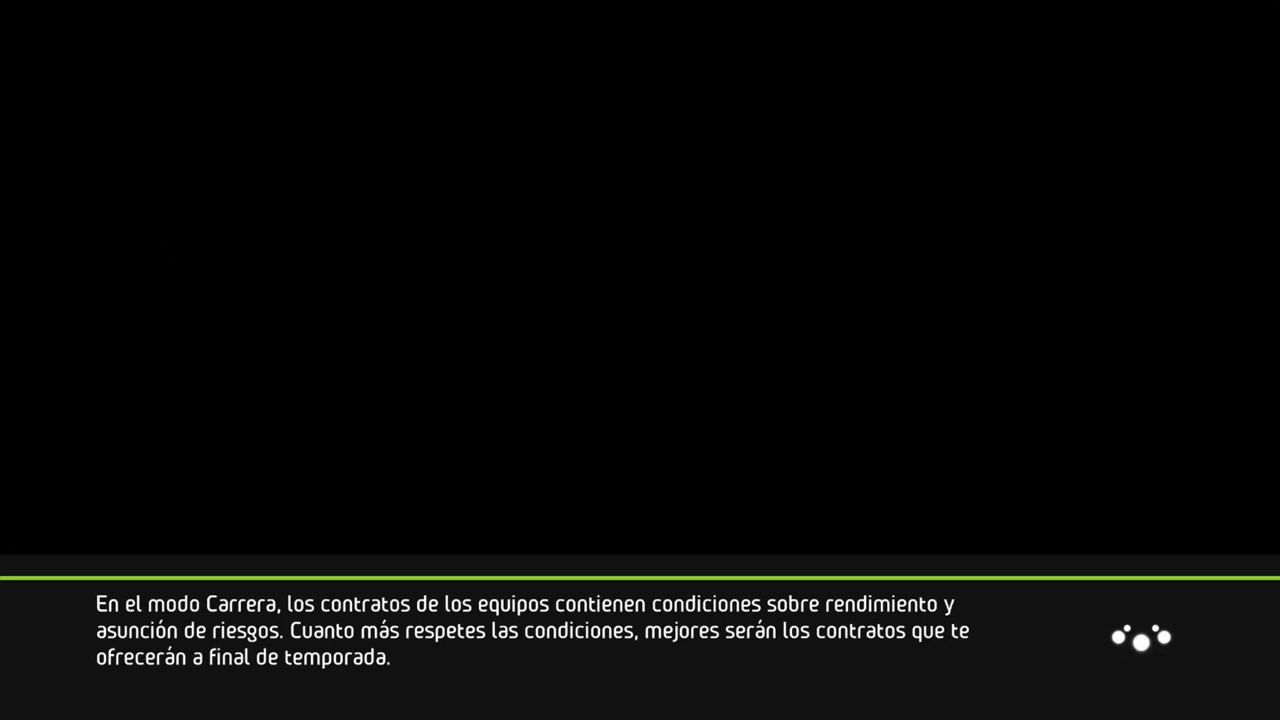 En el modo Carrera, los contratos de los equipos contienen condiciones sobre rendimiento y
asunción de riesgos. Cuanto más respetes las condiciones, mejores serán los contratos que te
ofrecerán a final de temporada.